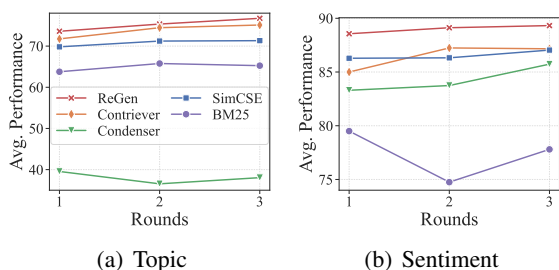 Avg. Performance
70
60
50
40
ReGen
Contriever
Condenser
SimCSE
BM25
1
2
3
Rounds
(a) Topic
Avg. Performance
90
85
80
75
1
2
3
Rounds
(b) Sentiment